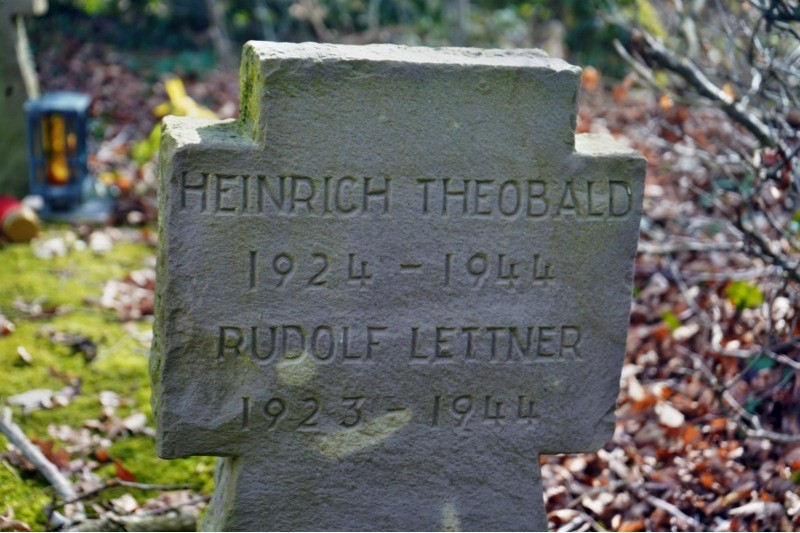 HEINRICH THEOBALD
1924 - 1944
RUDOLF LETTNER
1923 - 1944